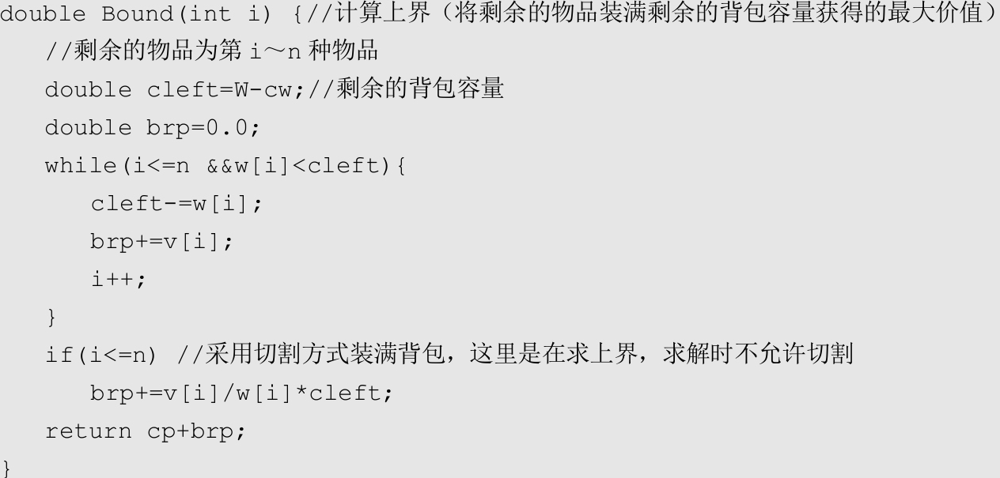 double Bound(int i) {//计算上界（将剩余的物品装满剩余的背包容量获得的最大价值）
//剩余的物品为第 i～n 种物品
double cleft=W-cw;//剩余的背包容量
double brp=0.0;
while(i<=n &&w[i]<cleft){
cleft-=w[i];
brp+=v[i];
i++;
}
if(i<=n) //采用切割方式装满背包，这里是在求上界，求解时不允许切割
brp+=v[i]/w[i]*cleft;
return cp+brp;
}